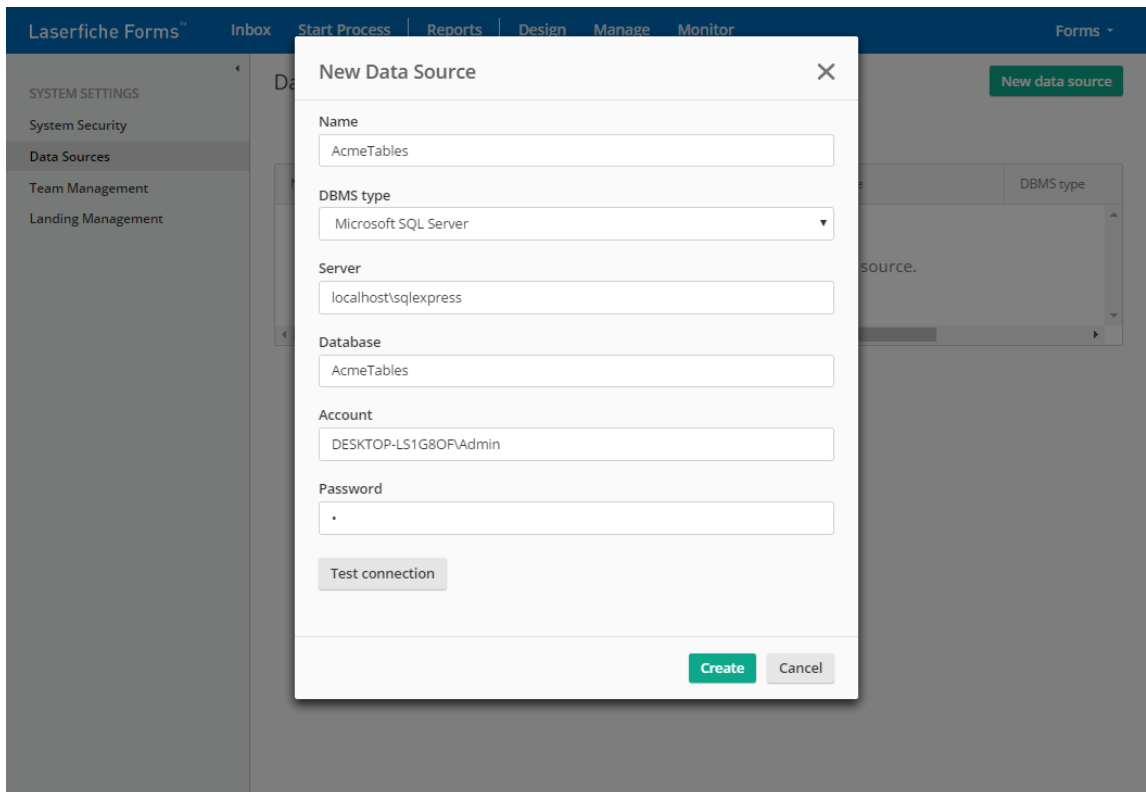 Laserfiche Forms™ Inbox Start Process Reports Design Manage Monitor Forms
SYSTEM SETTINGS
System Security
Data Sources
Team Management
Landing Management
New data source
DBMS type
source.
New Data Source
Name
AcmeTables
DBMS type
Microsoft SQL Server
Server
localhost\sqlexpress
Database
AcmeTables
Account
DESKTOP-LS1G8OF\Admin
Password
•
Test connection
Create Cancel